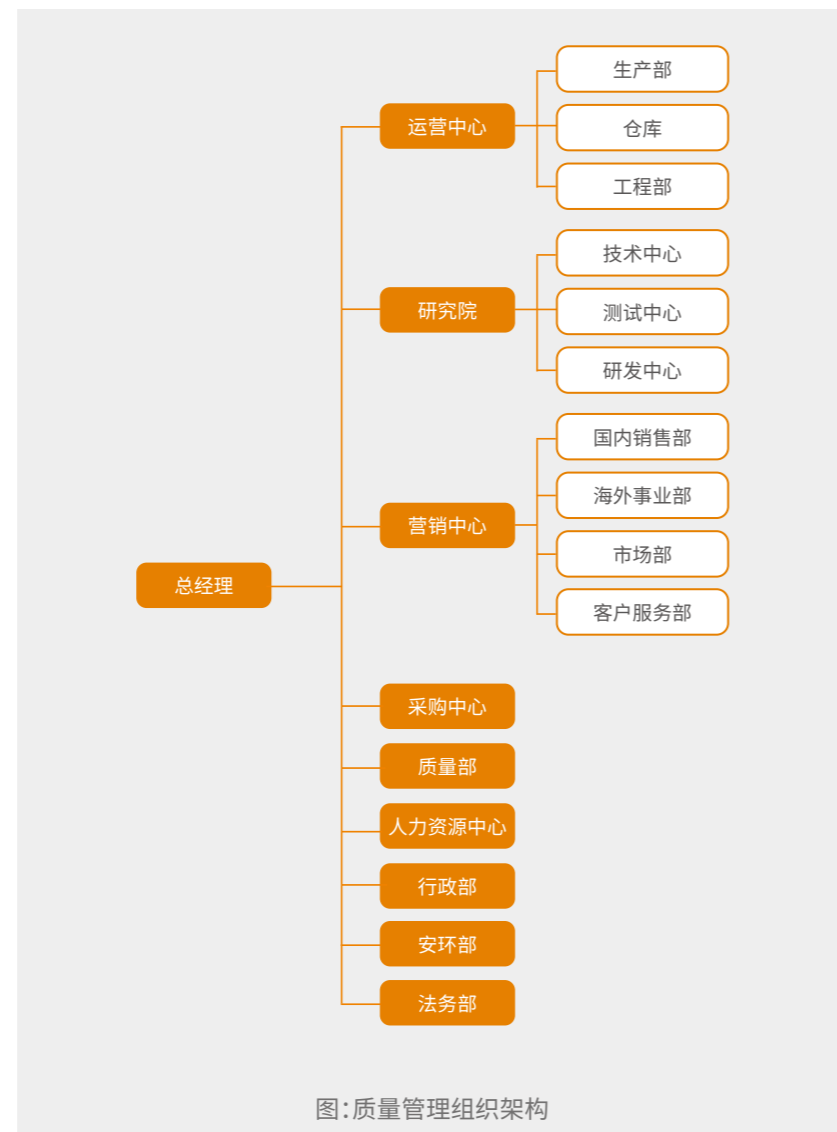 生产部
运营中心
仓库
工程部
技术中心
研究院
测试中心
研发中心
国内销售部
海外事业部
营销中心
市场部
总经理
客户服务部
采购中心
质量部
人力资源中心
行政部
安环部
法务部
图:质量管理组织架构